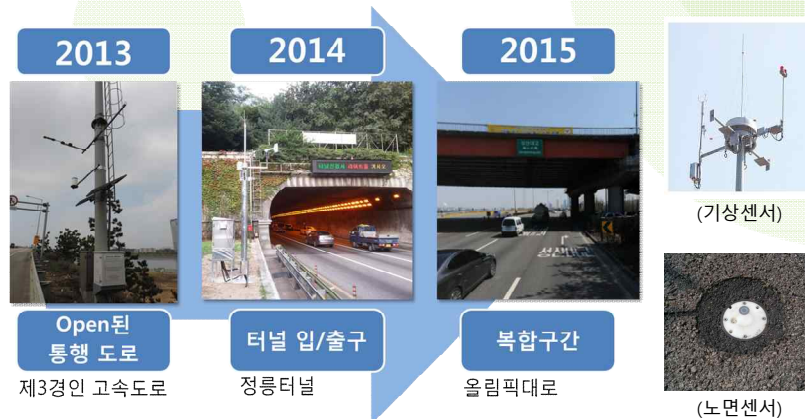 2013
2014
2015
(기상센서)
Open된
통행 도로
터널 입/출구
복합구간
제3경인 고속도로
정릉터널
올림픽대로
(노면센서)